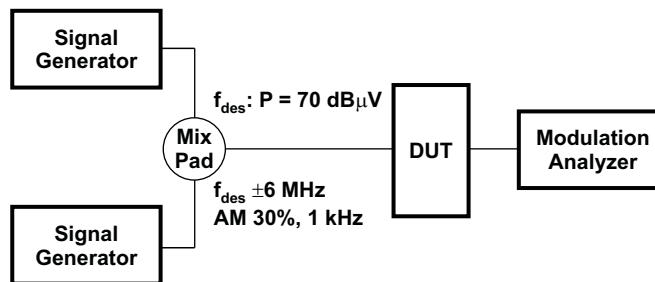 Signal
Generator
f_des: P = 70 dBμV
Mix
Pad
DUT
Modulation
Analyzer
f_des ±6 MHz
AM 30%, 1 kHz
Signal
Generator